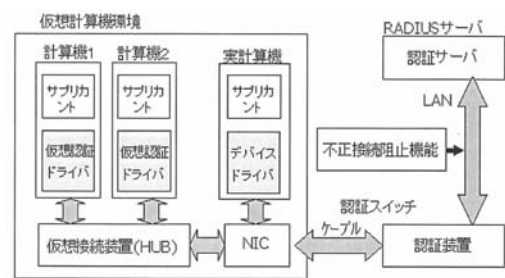 仮想計算機環境
計算機1
計算機2
実計算機
サプリカ
ント
サプリカ
ント
サプリカ
ント
仮想認証
ドライバ
仮想認証
ドライバ
デバイス
ドライバ
仮想接続装置(HUB)
NIC
RADIUSサーバ
認証サーバ
LAN
不正接続阻止機能
認証スイッチ
ケーブル
認証装置